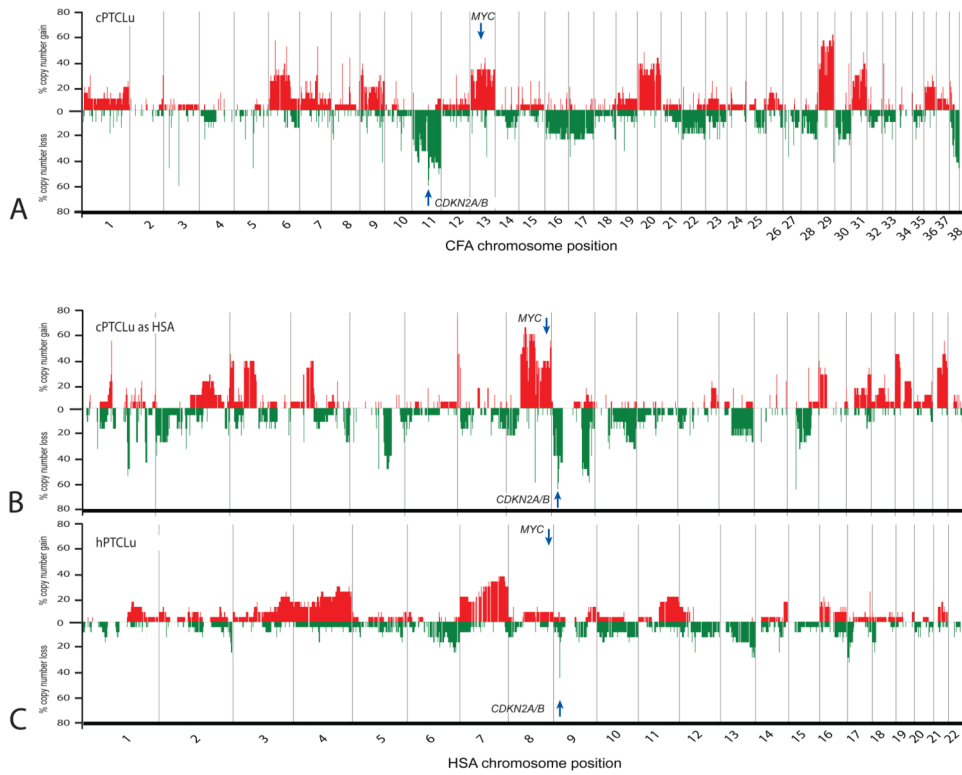 cPTCLu
MYC
80
60
40
20
0
20
40
60
80
% copy number gain
% copy number loss
CDKN2A/B
A
1 2 3 4 5 6 7 8 9 10 11 12 13 14 15 16 17 18 19 20 21 22 23 24 25 26 27 28 29 30 31 32 33 34 35 36 37 38
CFA chromosome position
cPTCLu as HSA
MYC
80
60
40
20
0
20
40
60
80
% copy number gain
% copy number loss
CDKN2A/B
B
hPTCLu
MYC
80
60
40
20
0
20
40
60
80
% copy number gain
% copy number loss
CDKN2A/B
C
1 2 3 4 5 6 7 8 9 10 11 12 13 14 15 16 17 18 19 20 21 22
HSA chromosome position